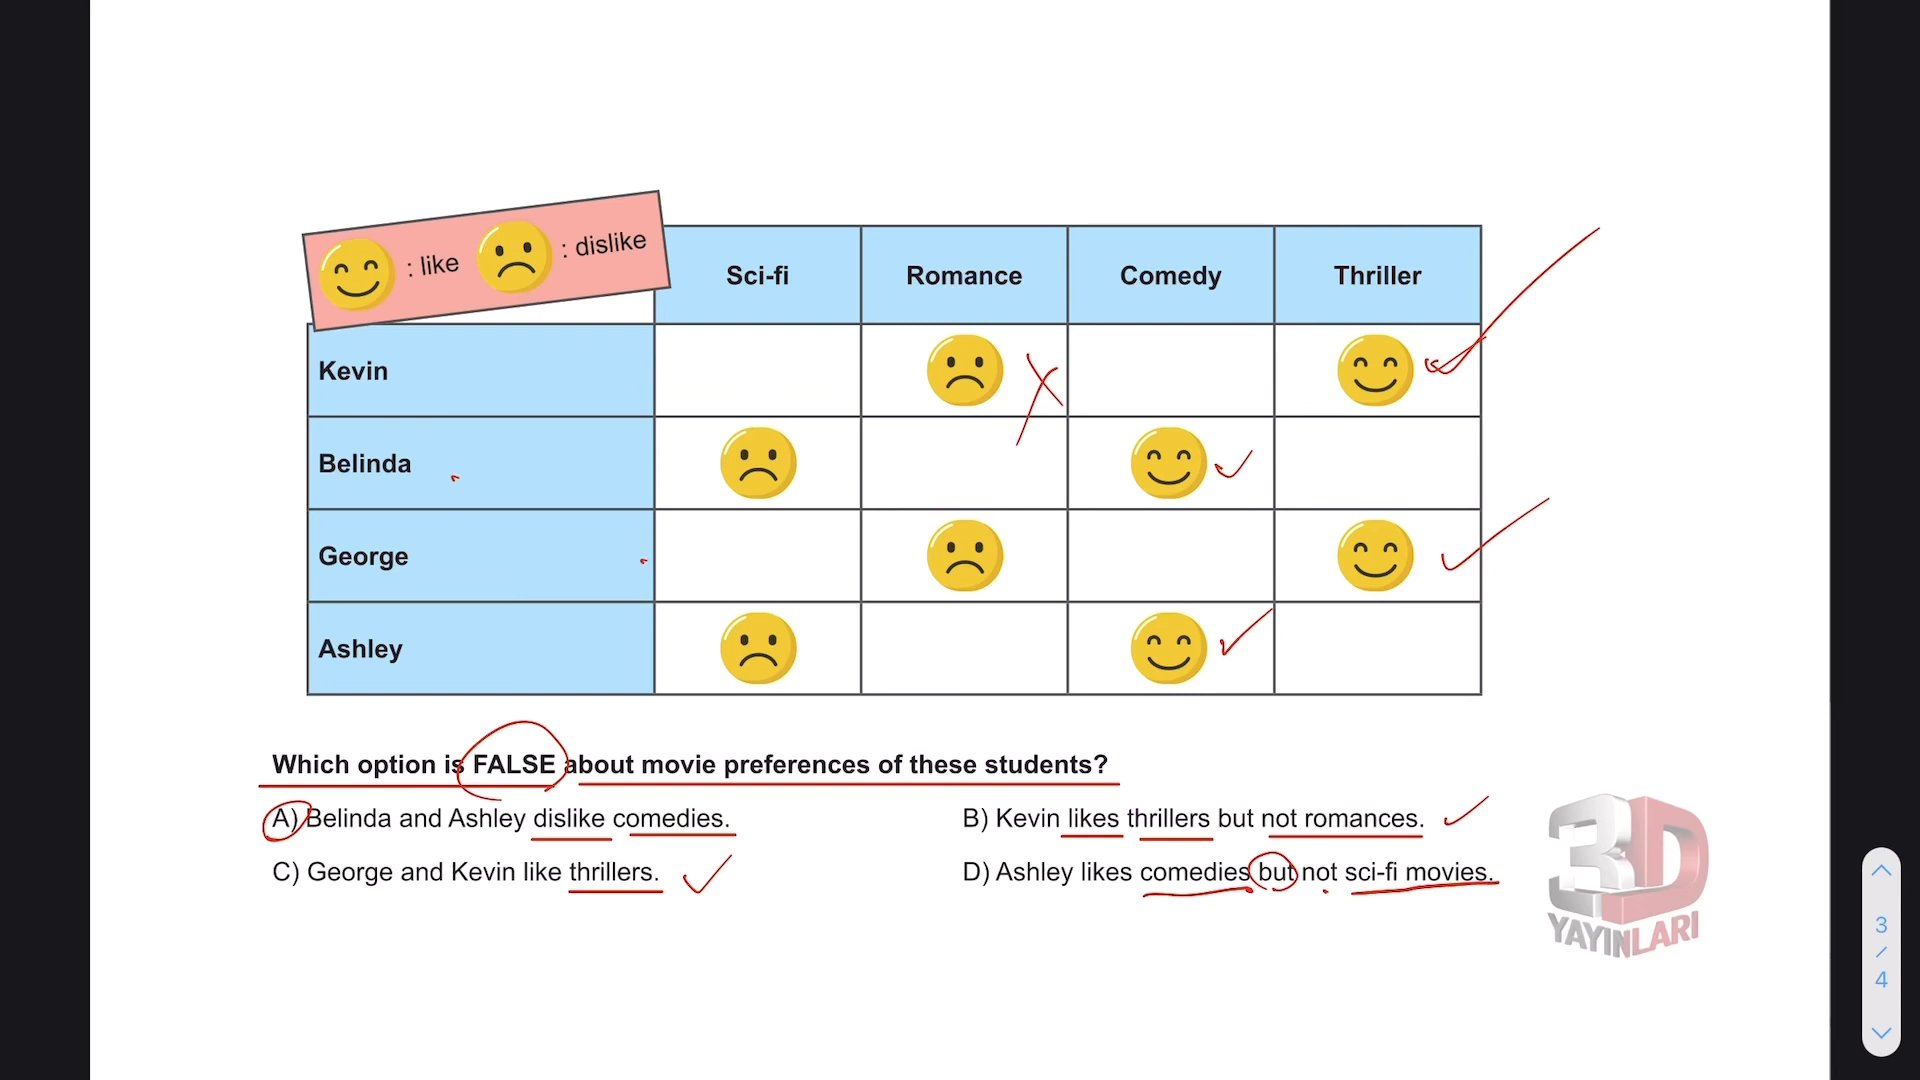 : like : dislike
Sci-fi Romance Comedy Thriller
Kevin
Belinda
George
Ashley
Which option is FALSE about movie preferences of these students?
A) Belinda and Ashley dislike comedies. B) Kevin likes thrillers but not romances.
C) George and Kevin like thrillers. D) Ashley likes comedies but not sci-fi movies.
3D
YAYINLARI
3
/
4